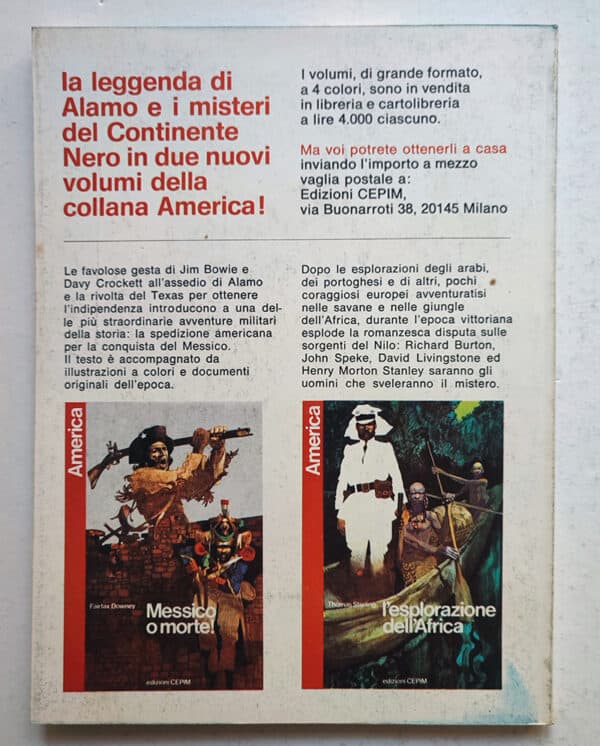 la leggenda di
Alamo e i misteri
del Continente
Nero in due nuovi
volumi della
collana America!
I volumi, di grande formato,
a 4 colori, sono in vendita
in libreria e cartolibreria
a lire 4.000 ciascuno.
Ma voi potrete ottenerli a casa
inviando l'importo a mezzo
vaglia postale a:
Edizioni CEPIM,
via Buonarroti 38, 20145 Milano
Le favolose gesta di Jim Bowie e
Davy Crockett all'assedio di Alamo
e la rivolta del Texas per ottenere
l'indipendenza introducono a una del-
le più straordinarie avventure militari
della storia: la spedizione americana
per la conquista del Messico.
Il testo è accompagnato da
illustrazioni a colori e documenti
originali dell'epoca.
Dopo le esplorazioni degli arabi,
dei portoghesi e di altri, pochi
coraggiosi europei avventuratisi
nelle savane e nelle giungle
dell'Africa, durante l'epoca vittoriana
esplode la romanzesca disputa sulle
sorgenti del Nilo: Richard Burton,
John Speke, David Livingstone ed
Henry Morton Stanley saranno gli
uomini che sveleranno il mistero.
America
Fairfax Downey
Messico
o morte!
edizioni CEPIM
America
Thomas Sterling
l'esplorazione
dell'Africa
edizioni CEPIM